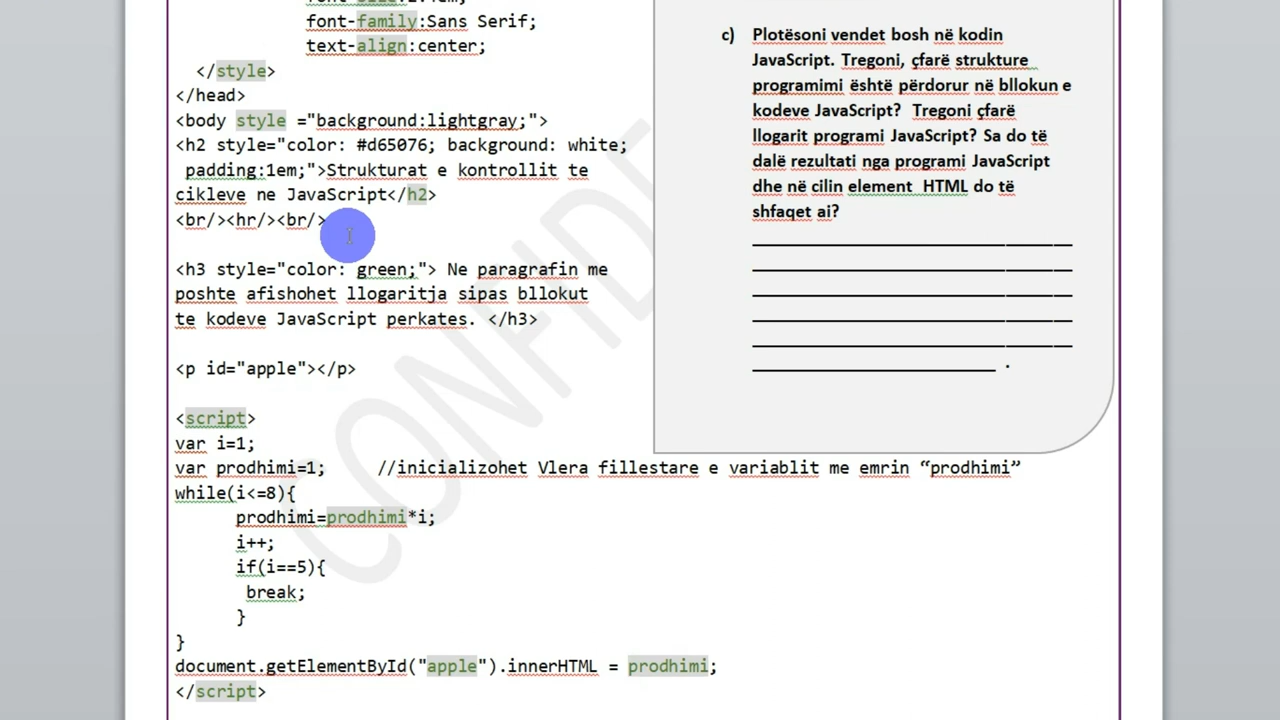 font-family:Sans Serif;
text-align:center;
</style>
</head>
<body style ="background:lightgray;">
<h2 style="color: #d65076; background: white;
padding:1em;">Strukturat e kontrollit te
cikleve ne JavaScript</h2>
<br/><hr/><br/>
<h3 style="color: green;"> Ne paragrafin me
poshte afishohet llogaritja sipas bllokut
te kodeve JavaScript perkates. </h3>
<p id="apple"></p>
<script>
var i=1;
var prodhimi=1; //inicializohet Vlera fillestare e variablit me emrin “prodhimi”
while(i<=8){
prodhimi=prodhimi*i;
i++;
if(i==5){
break;
}
}
document.getElementById("apple").innerHTML = prodhimi;
</script>
c) Plotësoni vendet bosh në kodin
JavaScript. Tregoni, çfarë strukture
programimi është përdorur në bllokun e
kodeve JavaScript? Tregoni çfarë
llogarit programi JavaScript? Sa do të
dalë rezultati nga programi JavaScript
dhe në cilin element HTML do të
shfaqet ai?
CONFIDE